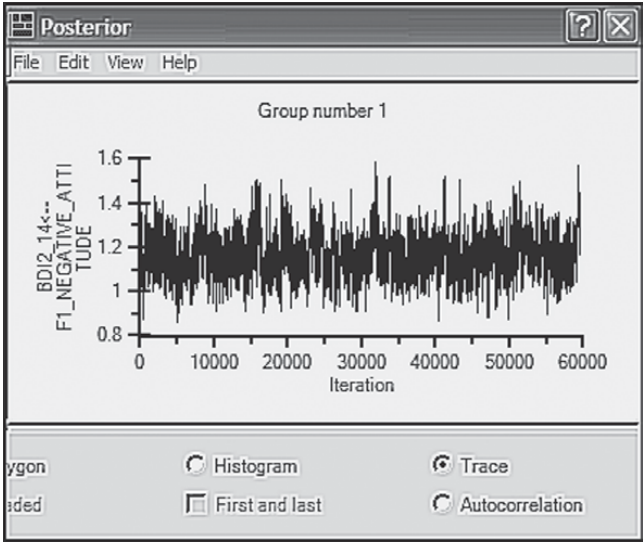 Posterior
File Edit View Help
Group number 1
BDI2_14<--
F1_NEGATIVE_ATTI
TUDE
1.6
1.4
1.2
1
0.8
0 10000 20000 30000 40000 50000 60000
Iteration
ygon Histogram Trace
aded First and last Autocorrelation